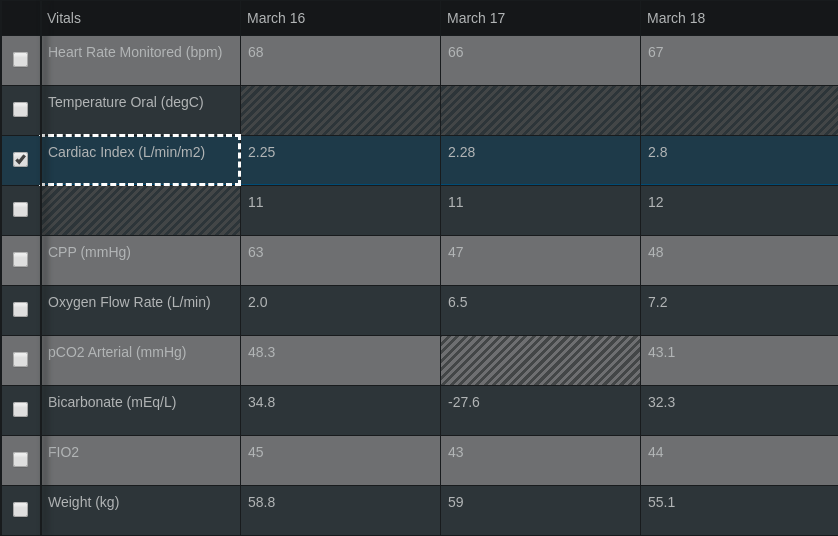 Vitals March 16 March 17 March 18
Heart Rate Monitored (bpm) 68 66 67
Temperature Oral (degC)
Cardiac Index (L/min/m2) 2.25 2.28 2.8
11 11 12
CPP (mmHg) 63 47 48
Oxygen Flow Rate (L/min) 2.0 6.5 7.2
pCO2 Arterial (mmHg) 48.3 43.1
Bicarbonate (mEq/L) 34.8 -27.6 32.3
FIO2 45 43 44
Weight (kg) 58.8 59 55.1